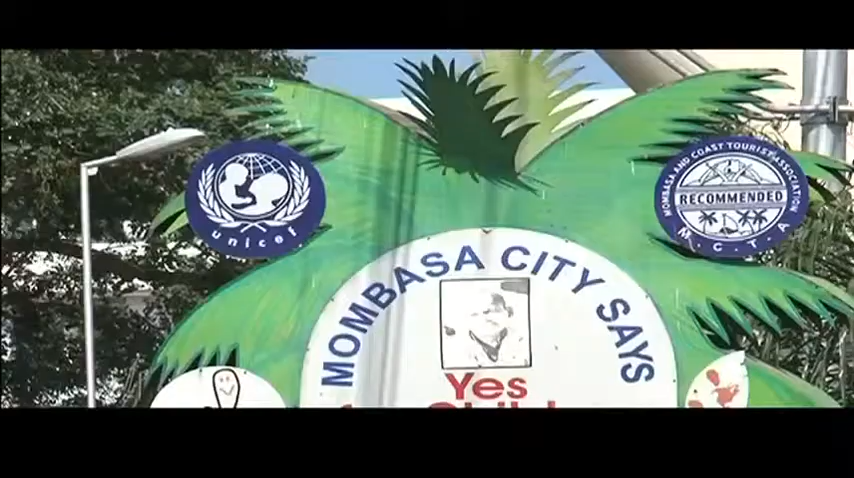 unicef
MOMBASA AND COAST TOURIST ASSOCIATION
RECOMMENDED
M.C.T.A
MOMBASA CITY SAYS
Yes